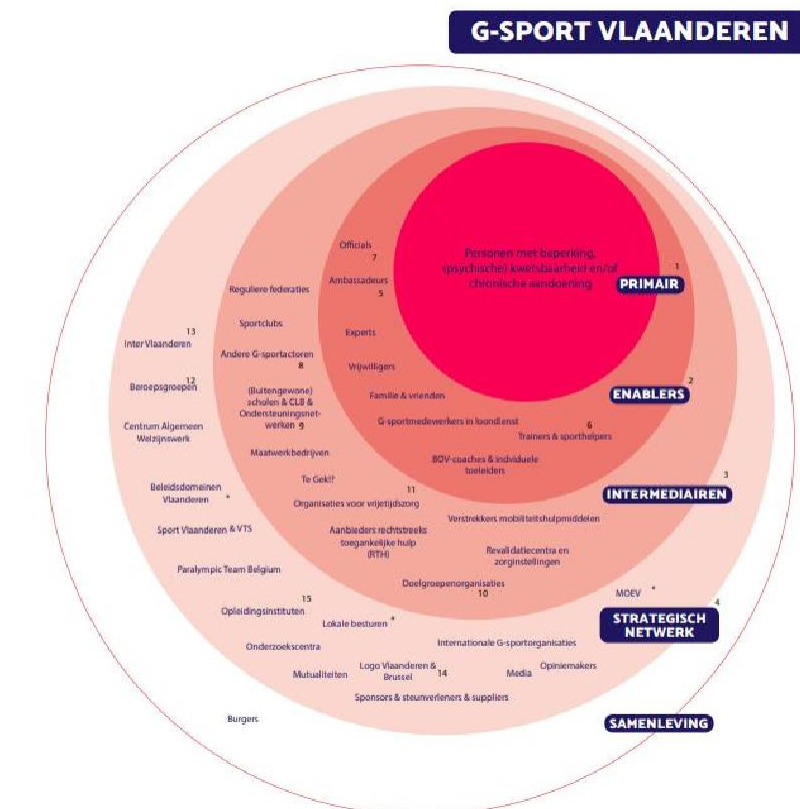 G-SPORT VLAANDEREN
Personen met beperking,
(psychische) kwetsbaarheid en/of
chronische aandoening
1
PRIMAIR
Officials
7
Ambassadeurs
5
Experts
Vrijwilligers
Familie & vrienden
G-sportmedewerkers in loondienst
6
Trainers & sporthelpers
BOV-coaches & individuele
toeleiders
2
ENABLERS
Reguliere federaties
Sportclubs
Andere G-sportactoren
8
(Buitengewone)
scholen & CLB &
Ondersteuningsnet-
werken 9
Maatwerkbedrijven
Te Gek!?
11
Organisaties voor vrijetijdszorg
Aanbieders rechtstreeks
toegankelijke hulp
(RTH)
Verstrekkers mobiliteitshulpmiddelen
Revalidatiecentra en
zorginstellingen
Doelgroepenorganisaties
10
3
INTERMEDIAIREN
13
Inter Vlaanderen
12
Beroepsgroepen
Centrum Algemeen
Welzijnswerk
Beleidsdomeinen
Vlaanderen *
Sport Vlaanderen & VTS
Paralympic Team Belgium
15
Opleidingsinstituten
Lokale besturen *
Onderzoekscentra
Mutualiteiten
Logo Vlaanderen &
Brussel 14
Internationale G-sportorganisaties
Media
Opiniemakers
Sponsors & steunverleners & suppliers
MOEV *
4
STRATEGISCH
NETWERK
Burgers
SAMENLEVING